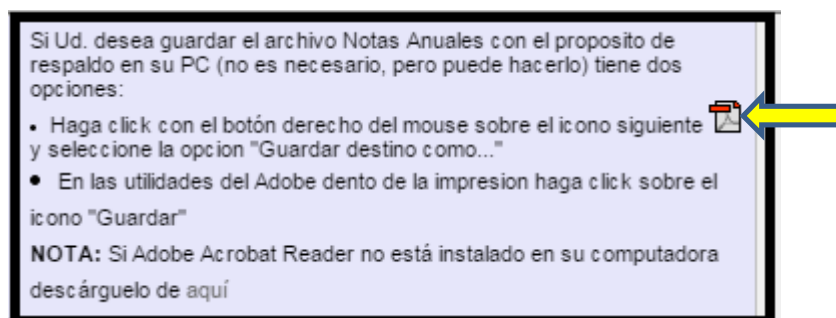 Si Ud. desea guardar el archivo Notas Anuales con el proposito de
respaldo en su PC (no es necesario, pero puede hacerlo) tiene dos
opciones:
• Haga click con el botón derecho del mouse sobre el icono siguiente
y seleccione la opcion "Guardar destino como..."
• En las utilidades del Adobe dento de la impresion haga click sobre el
icono "Guardar"
NOTA: Si Adobe Acrobat Reader no está instalado en su computadora
descárguelo de aquí